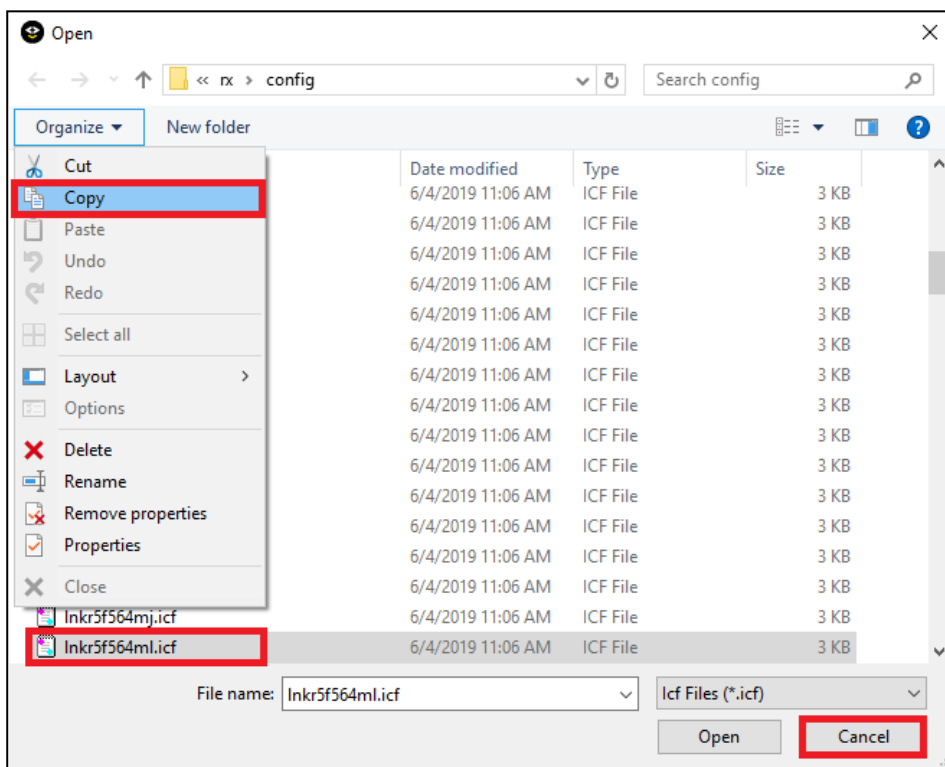 Open
« rx > config
Search config
Organize
New folder
Cut
Copy
Paste
Undo
Redo
Select all
Layout
Options
Delete
Rename
Remove properties
Properties
Close
Date modified Type Size
6/4/2019 11:06 AM ICF File 3 KB
6/4/2019 11:06 AM ICF File 3 KB
6/4/2019 11:06 AM ICF File 3 KB
6/4/2019 11:06 AM ICF File 3 KB
6/4/2019 11:06 AM ICF File 3 KB
6/4/2019 11:06 AM ICF File 3 KB
6/4/2019 11:06 AM ICF File 3 KB
6/4/2019 11:06 AM ICF File 3 KB
6/4/2019 11:06 AM ICF File 3 KB
6/4/2019 11:06 AM ICF File 3 KB
6/4/2019 11:06 AM ICF File 3 KB
6/4/2019 11:06 AM ICF File 3 KB
6/4/2019 11:06 AM ICF File 3 KB
6/4/2019 11:06 AM ICF File 3 KB
lnkr5f564mj.icf 6/4/2019 11:06 AM ICF File 3 KB
lnkr5f564ml.icf 6/4/2019 11:06 AM ICF File 3 KB
File name: lnkr5f564ml.icf
Icf Files (*.icf)
Open
Cancel